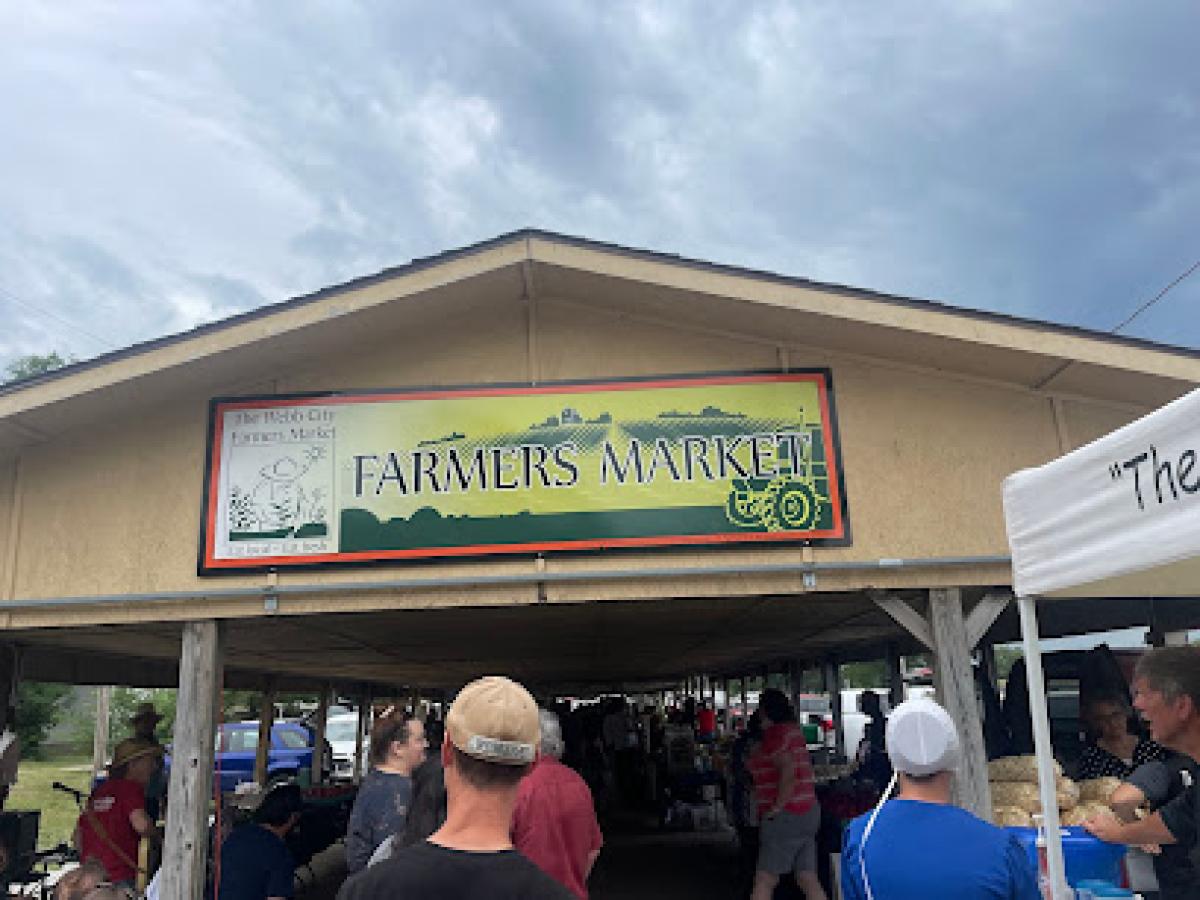 The Webb City
Farmers Market
FARMERS MARKET
Eat local · Eat fresh
"The